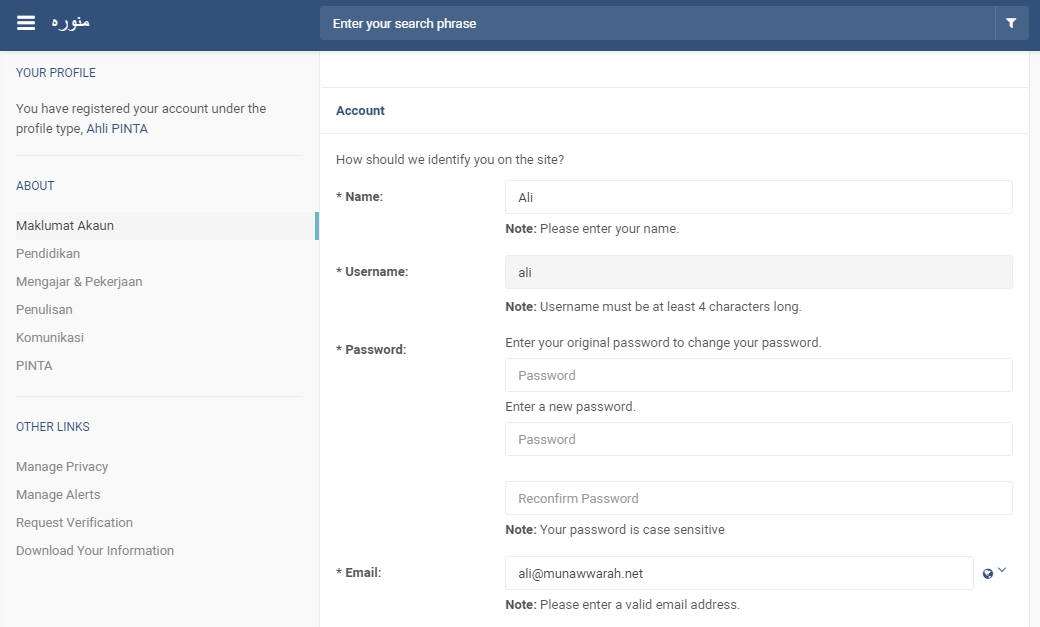 منوره
Enter your search phrase
YOUR PROFILE
You have registered your account under the
profile type, Ahli PINTA
ABOUT
Maklumat Akaun
Pendidikan
Mengajar & Pekerjaan
Penulisan
Komunikasi
PINTA
OTHER LINKS
Manage Privacy
Manage Alerts
Request Verification
Download Your Information
Account
How should we identify you on the site?
* Name:
Ali
Note: Please enter your name.
* Username:
ali
Note: Username must be at least 4 characters long.
* Password:
Enter your original password to change your password.
Password
Enter a new password.
Password
Reconfirm Password
Note: Your password is case sensitive
* Email:
ali@munawwarah.net
Note: Please enter a valid email address.